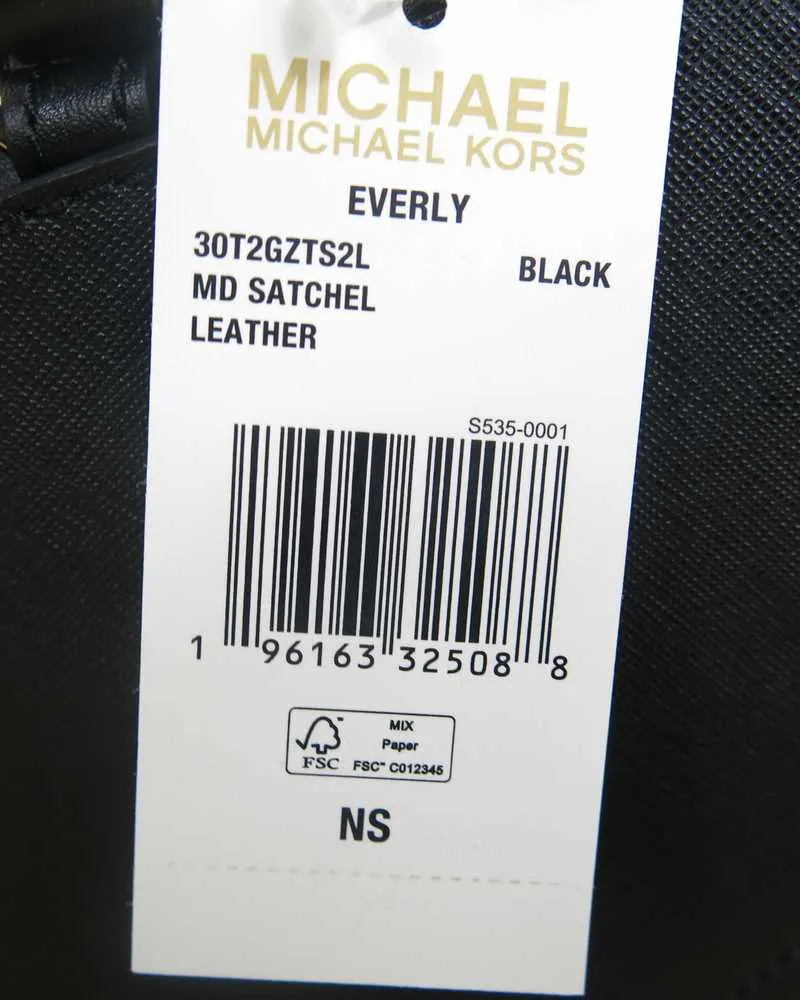 MICHAEL
MICHAEL KORS
EVERLY
30T2GZTS2L
BLACK
MD SATCHEL
LEATHER
S535-0001
1 96163 32508 8
MIX
Paper
FSC FSC™ C012345
NS